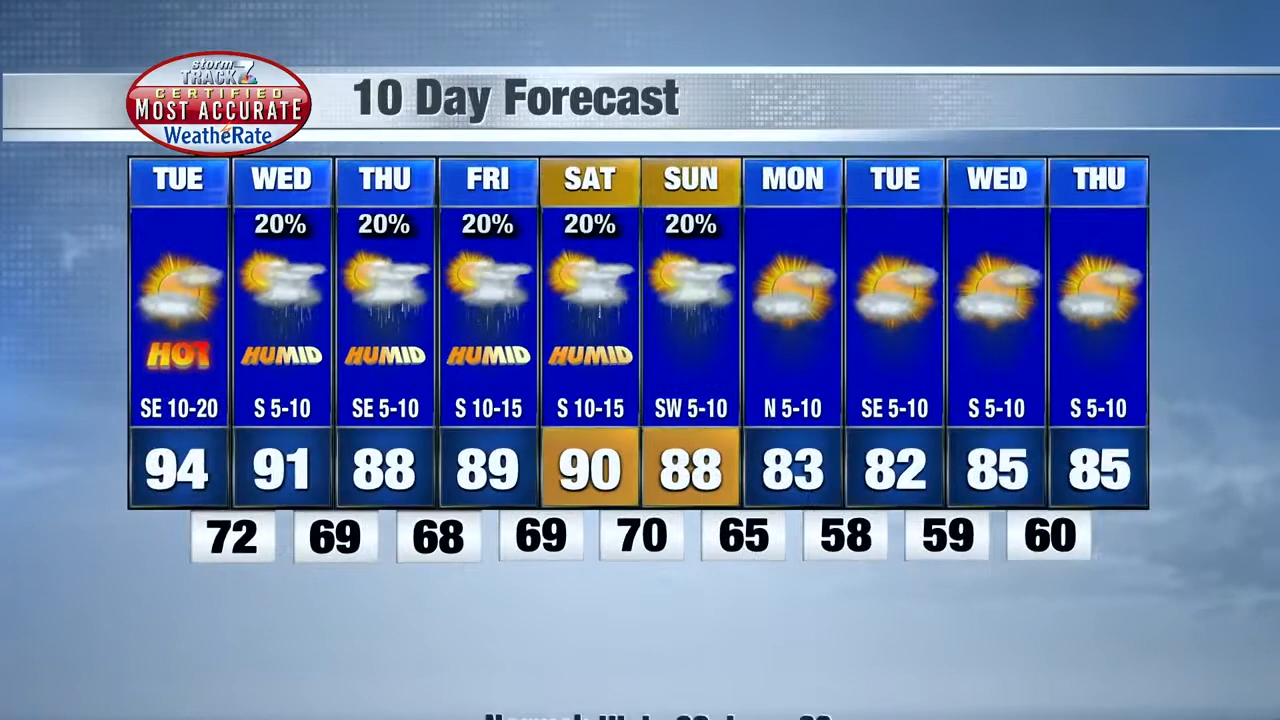 storm
TRACK 7
CERTIFIED
MOST ACCURATE
WeatheRate
10 Day Forecast
TUE WED THU FRI SAT SUN MON TUE WED THU
20% 20% 20% 20% 20%
HOT HUMID HUMID HUMID HUMID
SE 10-20 S 5-10 SE 5-10 S 10-15 S 10-15 SW 5-10 N 5-10 SE 5-10 S 5-10 S 5-10
94 91 88 89 90 88 83 82 85 85
72 69 68 69 70 65 58 59 60